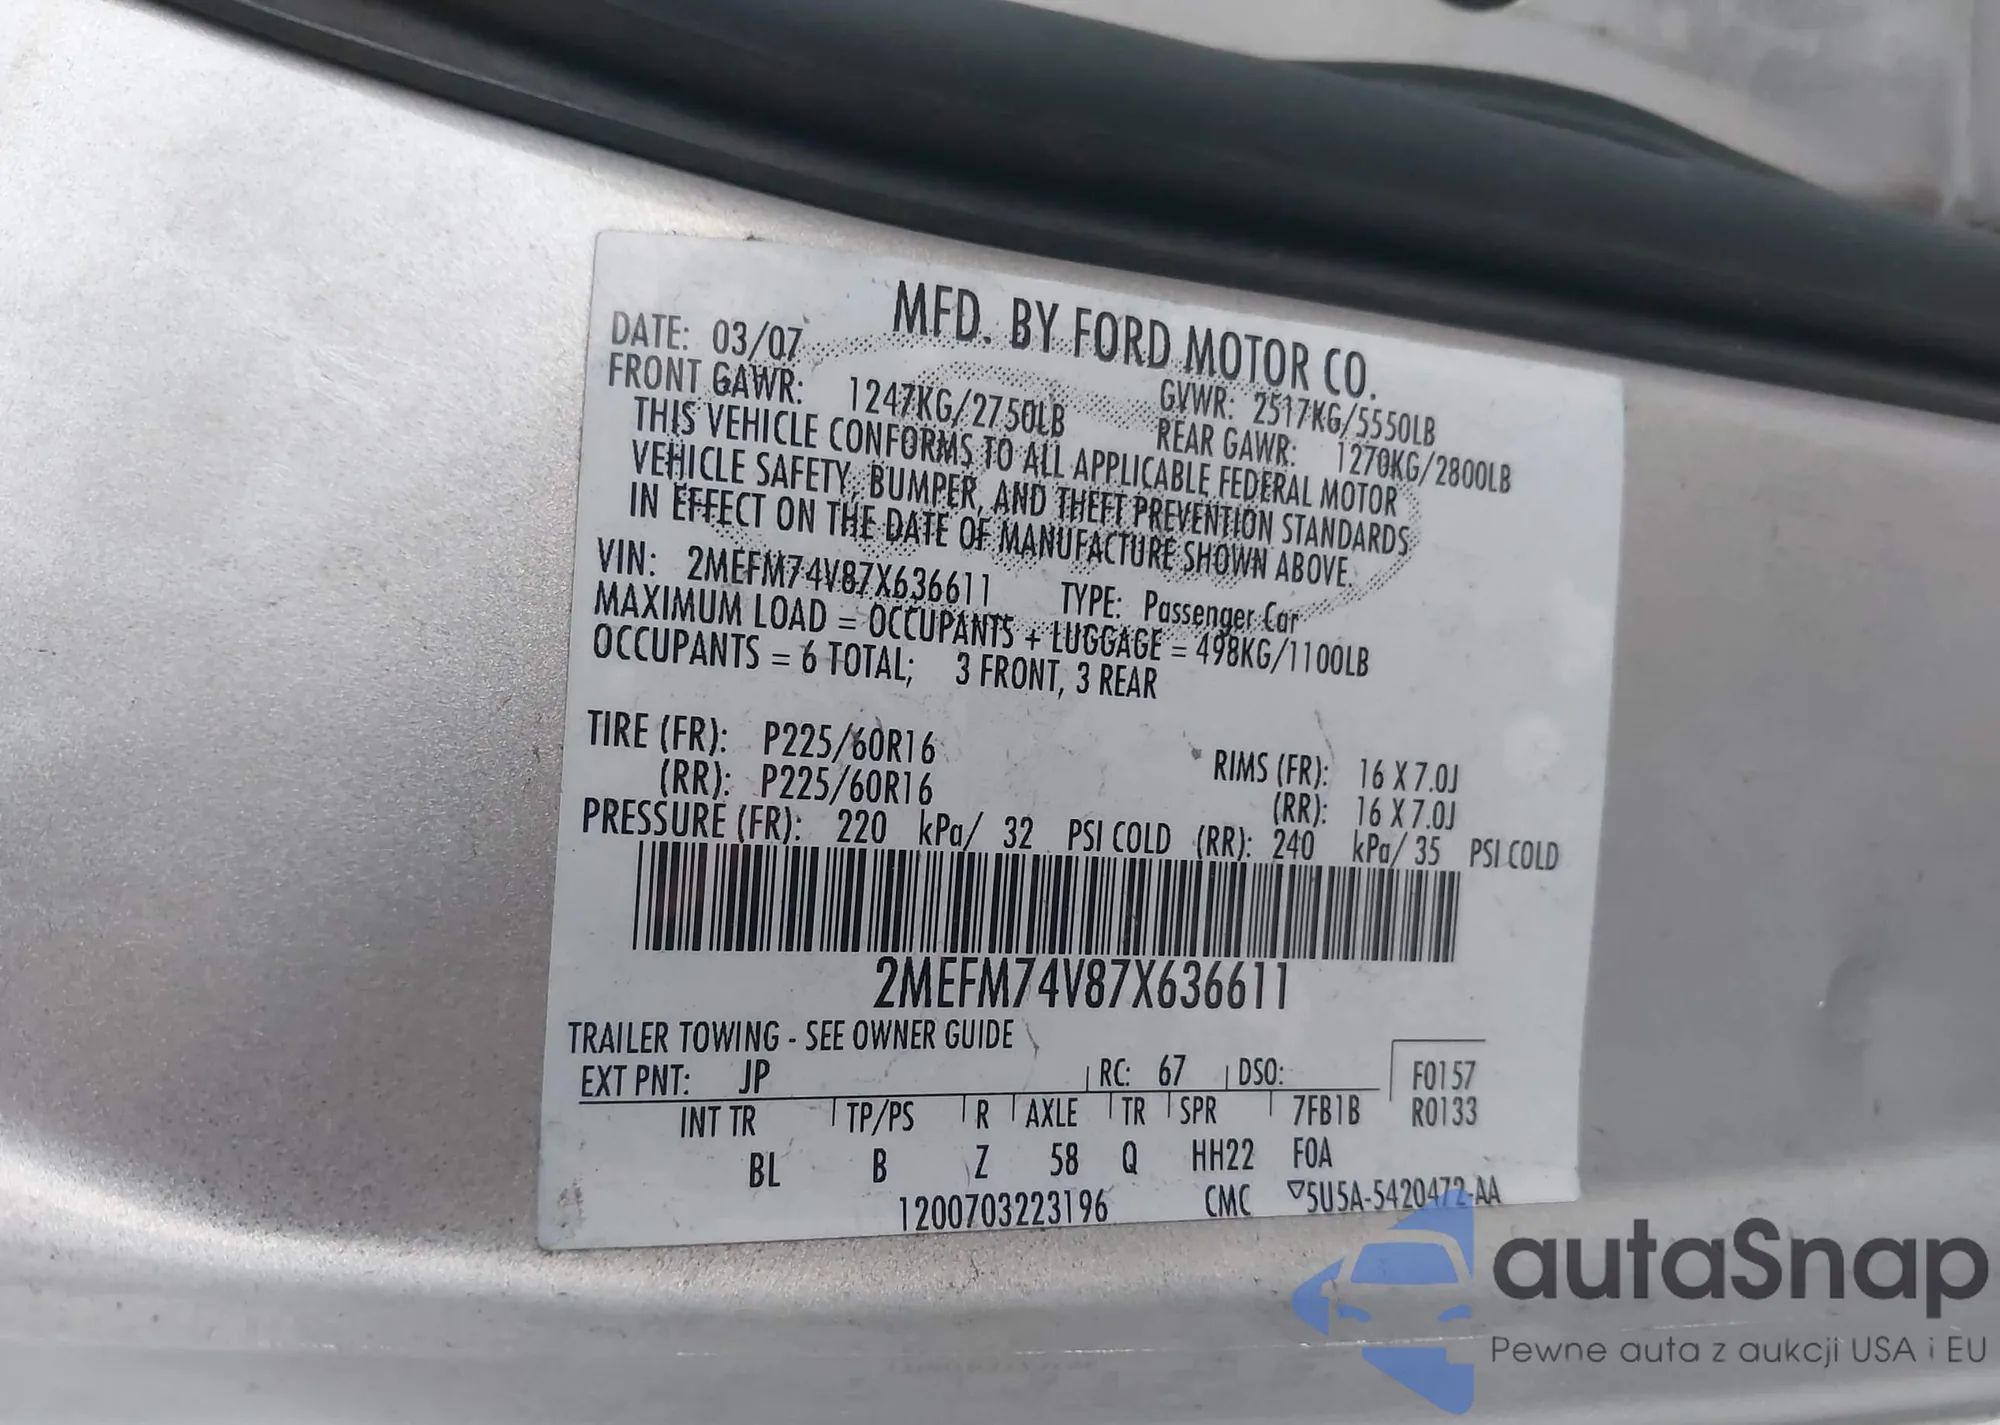 MFD. BY FORD MOTOR CO.
DATE: 03/07
GVWR: 2517KG/5550LB
FRONT GAWR: 1247KG/2750LB
REAR GAWR: 1270KG/2800LB
THIS VEHICLE CONFORMS TO ALL APPLICABLE FEDERAL MOTOR
VEHICLE SAFETY, BUMPER, AND THEFT PREVENTION STANDARDS
IN EFFECT ON THE DATE OF MANUFACTURE SHOWN ABOVE.
VIN: 2MEFM74V87X636611 TYPE: Passenger Car
MAXIMUM LOAD = OCCUPANTS + LUGGAGE = 498KG/1100LB
OCCUPANTS = 6 TOTAL; 3 FRONT, 3 REAR
TIRE (FR): P225/60R16 RIMS (FR): 16 X 7.0J
(RR): P225/60R16 (RR): 16 X 7.0J
PRESSURE (FR): 220 kPa/ 32 PSI COLD (RR): 240 kPa/ 35 PSI COLD
2MEFM74V87X636611
TRAILER TOWING - SEE OWNER GUIDE
EXT PNT: JP RC: 67 DSO: F0157
INT TR TP/PS R AXLE TR SPR 7FB1B R0133
BL B Z 58 Q HH22 FOA
1200703223196 CMC ▽5U5A-5420472-AA
autaSnap
Pewne auta z aukcji USA i EU